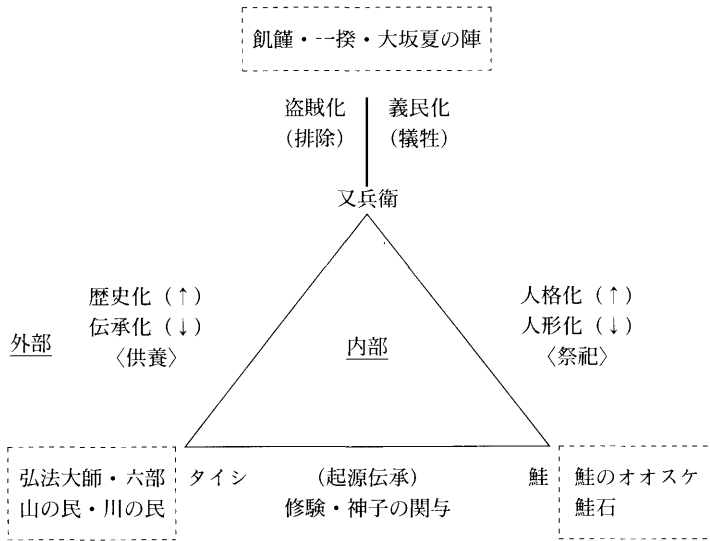 飢饉・一揆・大坂夏の陣
盗賊化
(排除)
義民化
(犠牲)
又兵衛
歴史化(↑)
伝承化(↓)
〈供養〉
人格化(↑)
人形化(↓)
〈祭祀〉
外部
内部
弘法大師・六部
山の民・川の民
タイシ
(起源伝承)
修験・神子の関与
鮭
鮭のオオスケ
鮭石